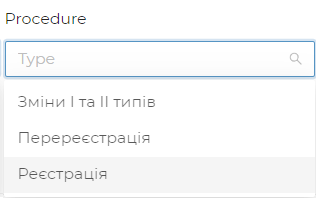 Procedure
Type
Зміни І та ІІ типів
Перереєстрація
Реєстрація